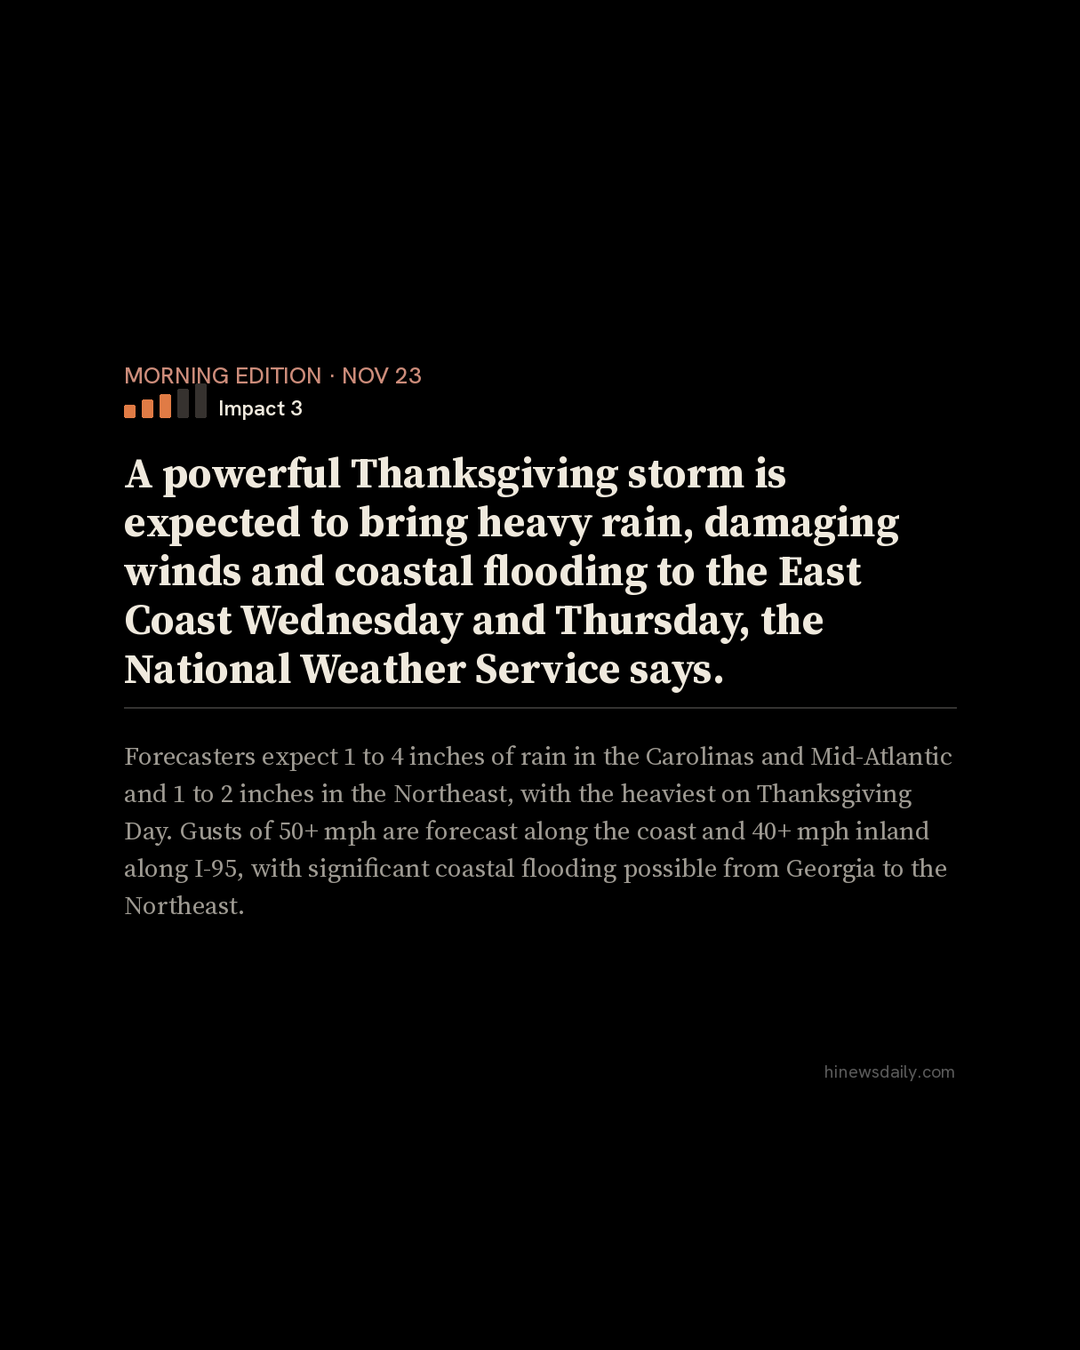 MORNING EDITION · NOV 23
Impact 3
A powerful Thanksgiving storm is
expected to bring heavy rain, damaging
winds and coastal flooding to the East
Coast Wednesday and Thursday, the
National Weather Service says.
Forecasters expect 1 to 4 inches of rain in the Carolinas and Mid-Atlantic
and 1 to 2 inches in the Northeast, with the heaviest on Thanksgiving
Day. Gusts of 50+ mph are forecast along the coast and 40+ mph inland
along I-95, with significant coastal flooding possible from Georgia to the
Northeast.
hinewsdaily.com